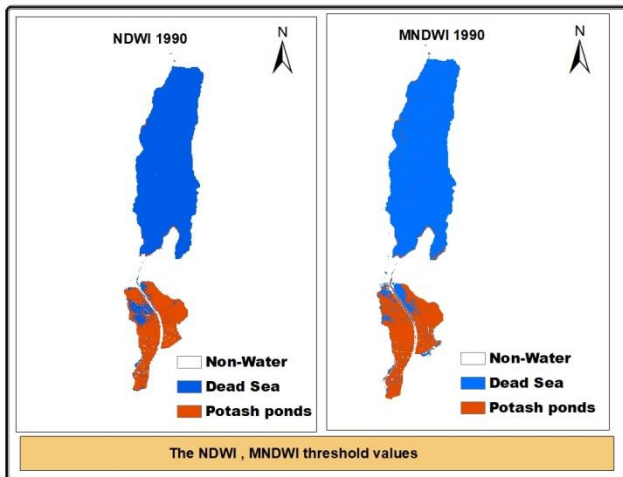 NDWI 1990
N
Non-Water
Dead Sea
Potash ponds
MNDWI 1990
N
Non-Water
Dead Sea
Potash ponds
The NDWI , MNDWI threshold values